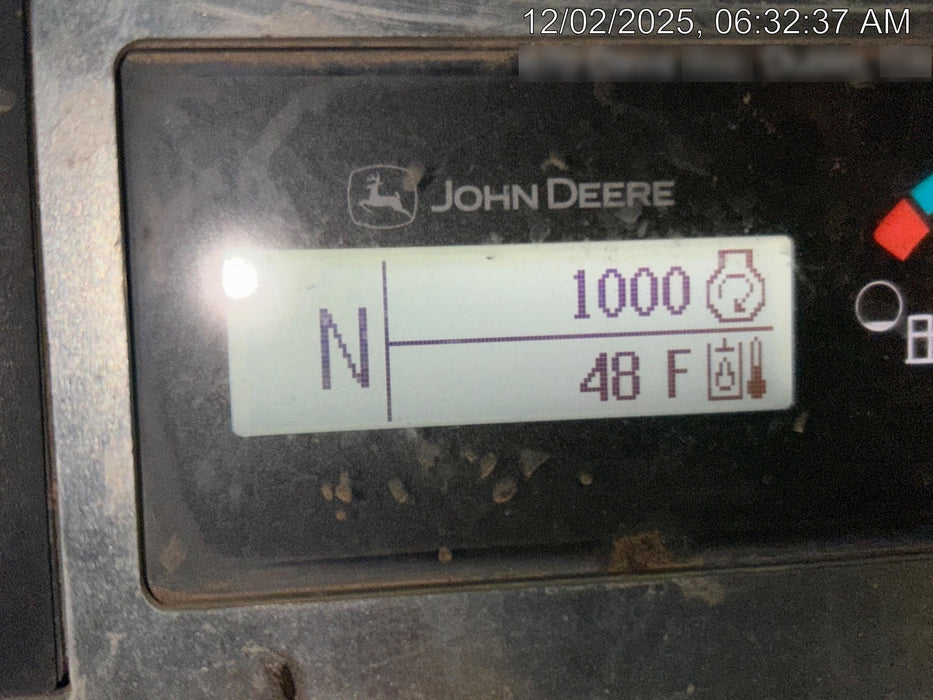 12/02/2025, 06:32:37 AM
JOHN DEERE
1000
N
48 F